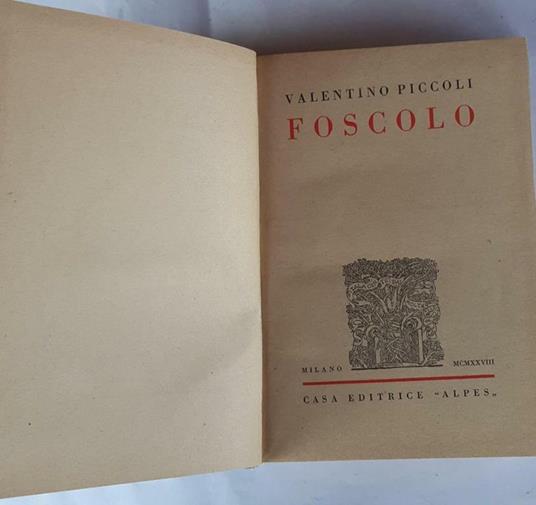 VALENTINO PICCOLI
FOSCOLO
MILANO MCMXXVIII
CASA EDITRICE "ALPES„